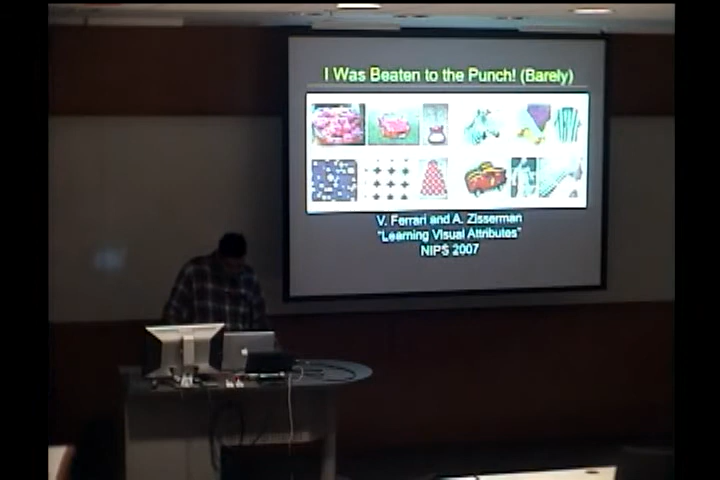 I Was Beaten to the Punch! (Barely)
V. Ferrari and A. Zisserman
"Learning Visual Attributes"
NIPS 2007